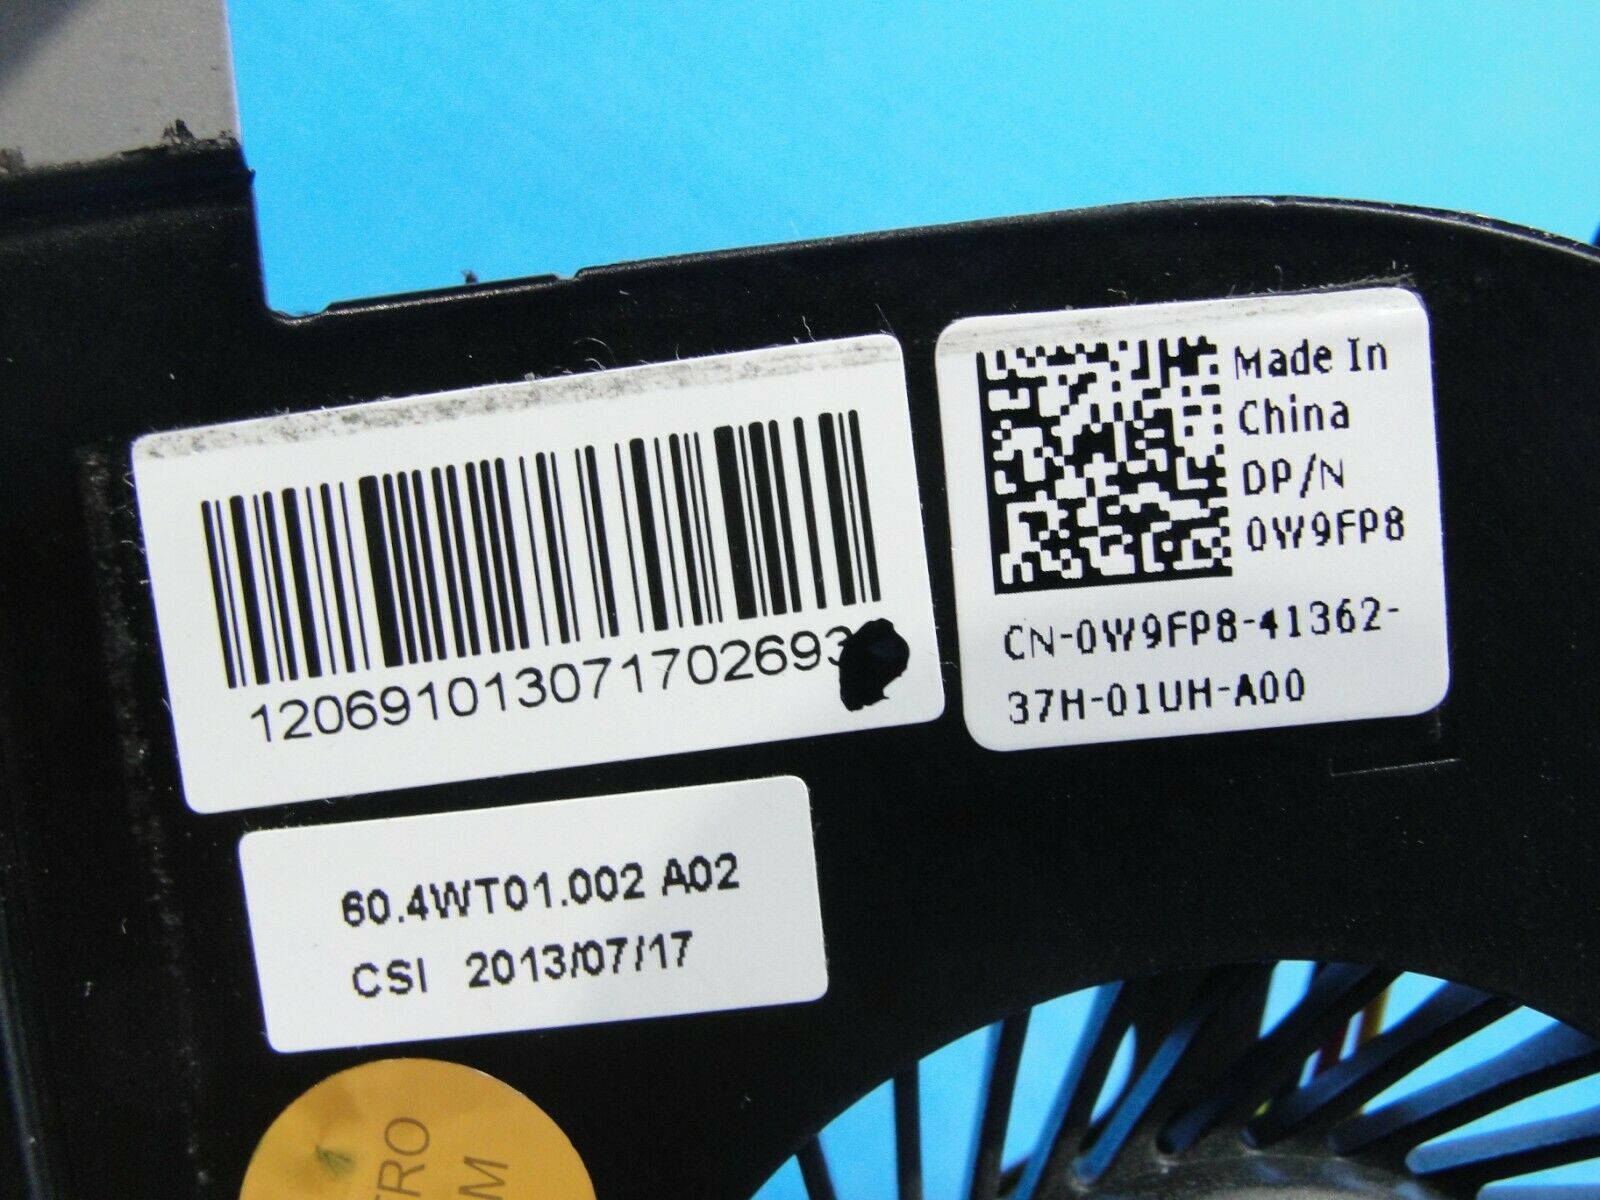 Made In
China
DP/N
0W9FP8
CN-0W9FP8-41362-
37H-01UH-A00
60.4WT01.002 A02
CSI 2013/07/17